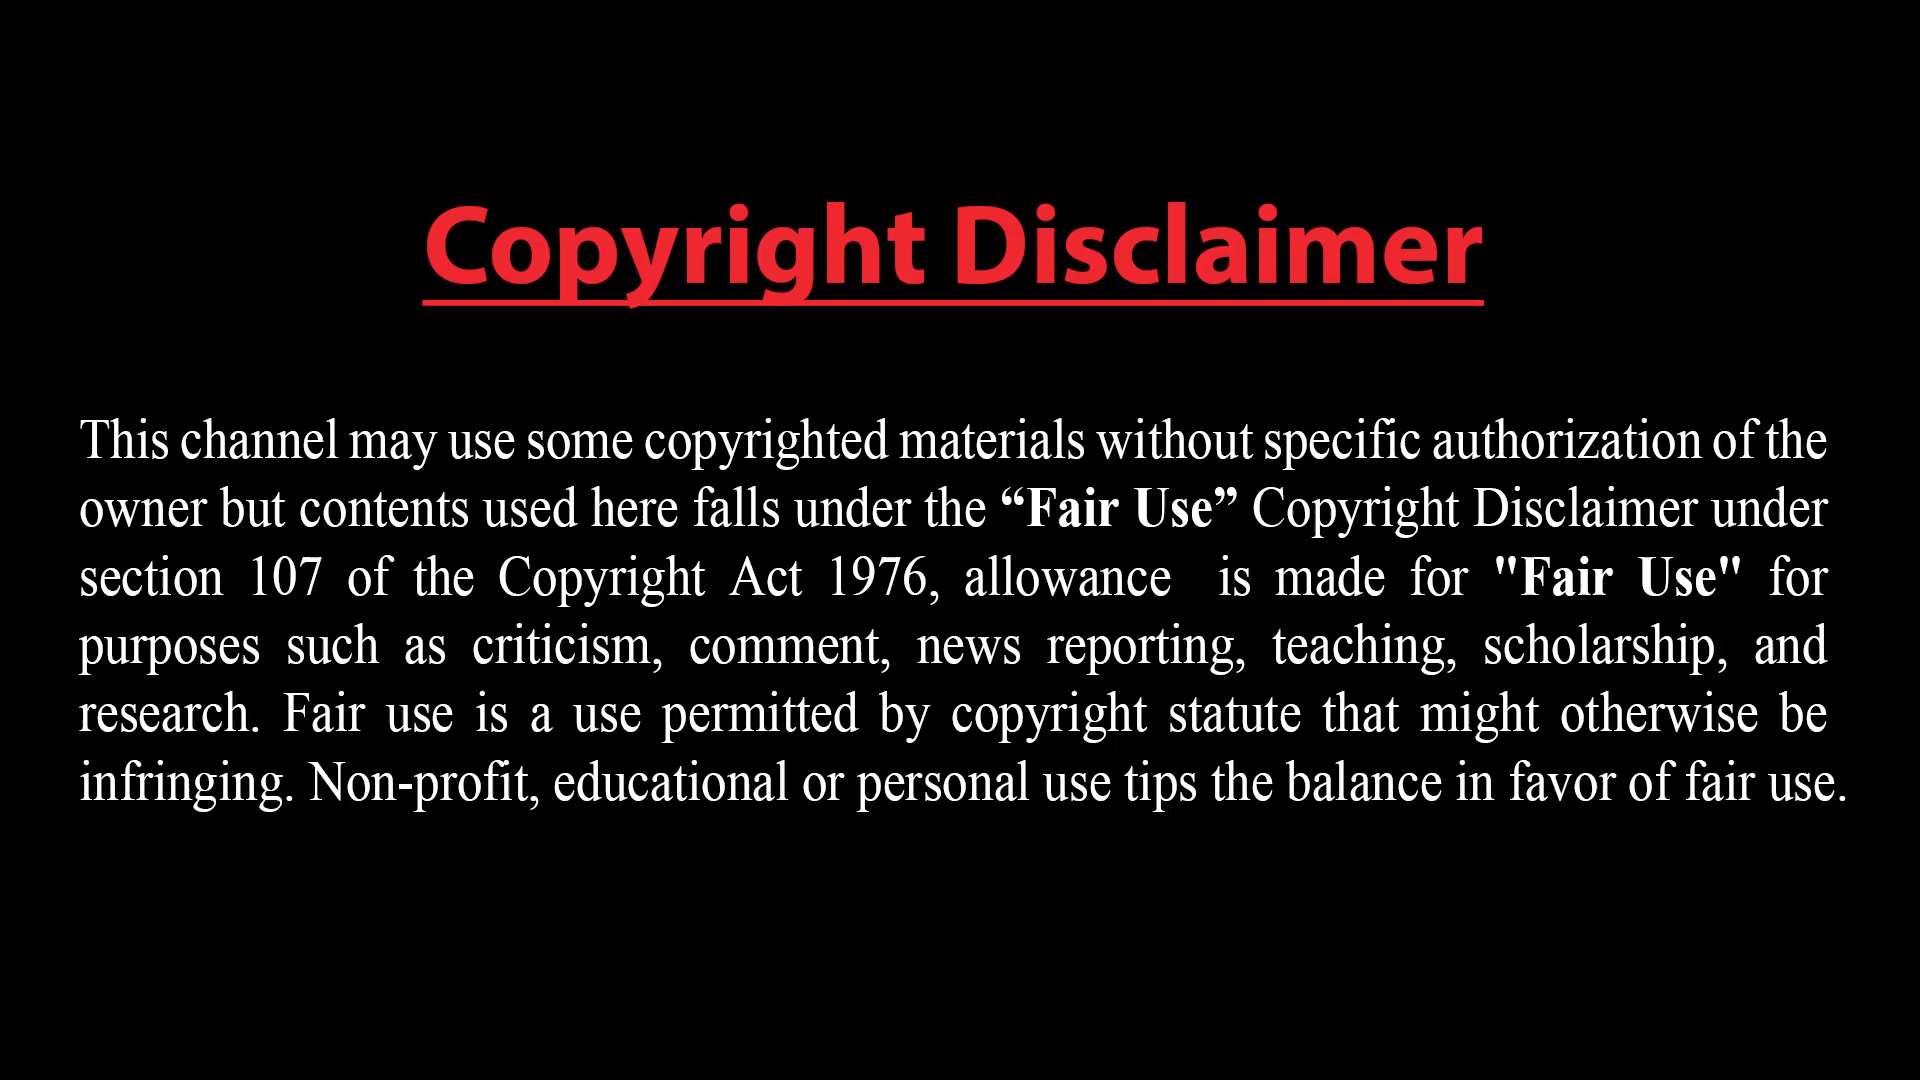 Copyright Disclaimer
This channel may use some copyrighted materials without specific authorization of the
owner but contents used here falls under the “Fair Use” Copyright Disclaimer under
section 107 of the Copyright Act 1976, allowance  is made for "Fair Use" for
purposes such as criticism, comment, news reporting, teaching, scholarship, and
research. Fair use is a use permitted by copyright statute that might otherwise be
infringing. Non-profit, educational or personal use tips the balance in favor of fair use.